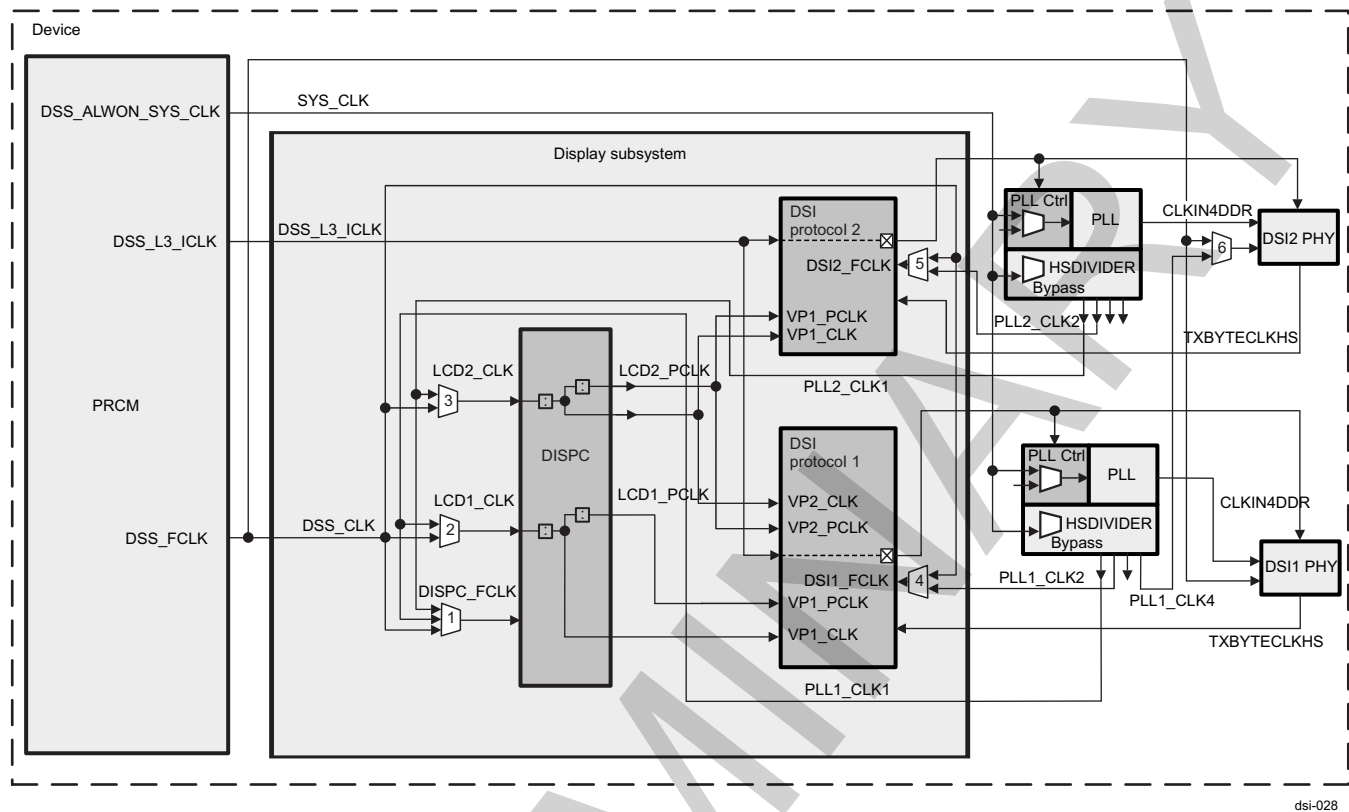 Device
DSS_ALWON_SYS_CLK
SYS_CLK
Display subsystem
DSI
protocol 2
PLL Ctrl
PLL
CLKIN4DDR
DSI2 PHY
DSS_L3_ICLK
DSS_L3_ICLK
DSI2_FCLK
5
6
HSDIVIDER
Bypass
VP1_PCLK
VP1_CLK
PLL2_CLK2
TXBYTECLKHS
LCD2_CLK
LCD2_PCLK
PLL2_CLK1
3
:
:
PRCM
DISPC
DSI
protocol 1
PLL Ctrl
PLL
LCD1_CLK
LCD1_PCLK
VP2_CLK
CLKIN4DDR
DSS_FCLK
DSS_CLK
2
:
:
VP2_PCLK
HSDIVIDER
Bypass
DSI1 PHY
DISPC_FCLK
DSI1_FCLK
4
PLL1_CLK2
PLL1_CLK4
1
VP1_PCLK
VP1_CLK
TXBYTECLKHS
PLL1_CLK1
dsi-028
MINARY